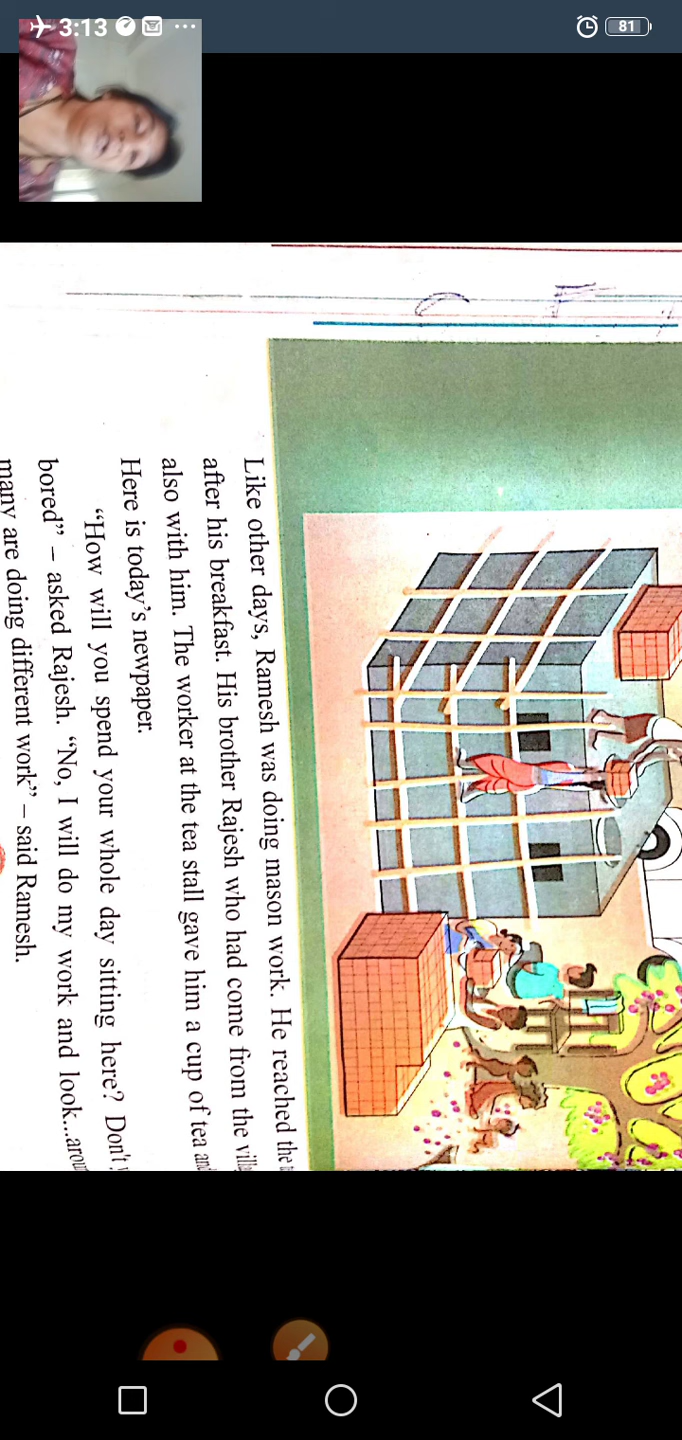 3:13
81
Like other days, Ramesh was doing mason work. He reached the
after his breakfast. His brother Rajesh who had come from the
also with him. The worker at the tea stall gave him a cup of tea
Here is today's newpaper.
“How will you spend your whole day sitting here? Don't
bored” – asked Rajesh. “No, I will do my work and look...
many are doing different work” – said Ramesh.